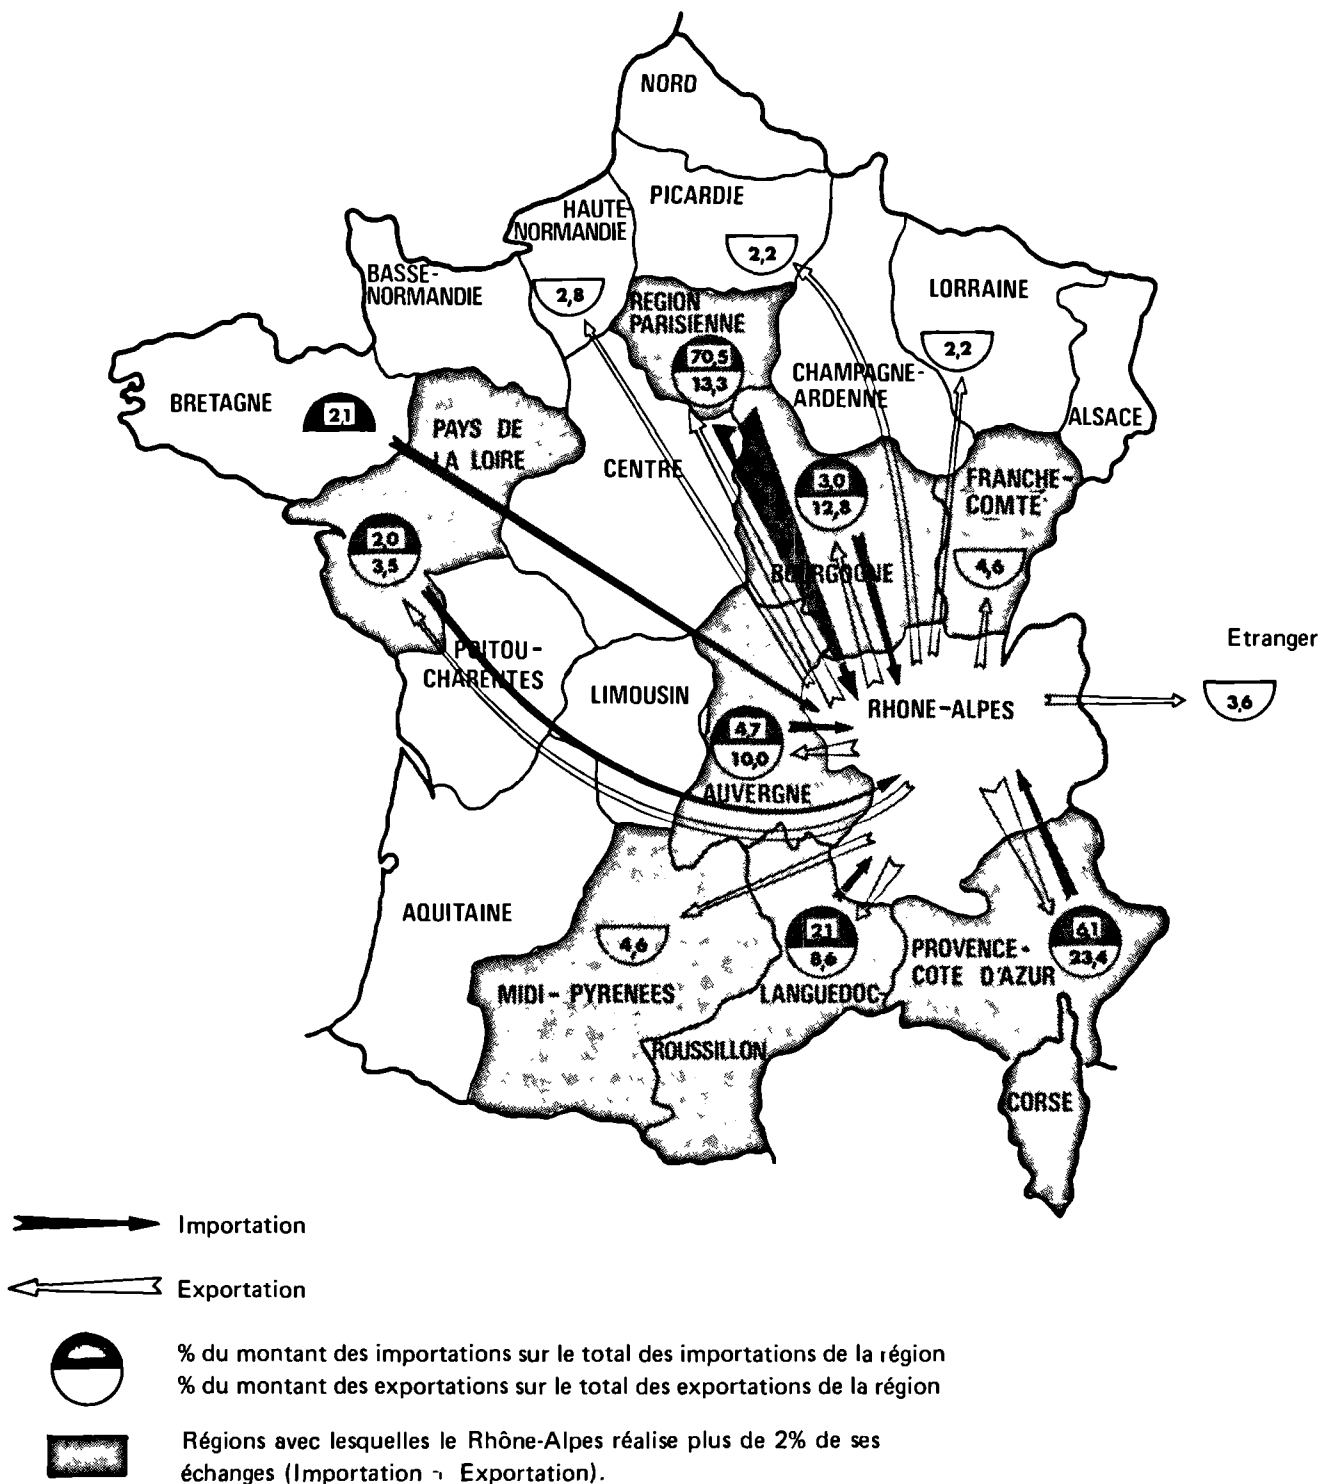 NORD
PICARDIE
HAUTE-
NORMANDIE
2,2
BASSE-
NORMANDIE
2,8
REGION
PARISIENNE
LORRAINE
70,5
13,3
2,2
CHAMPAGNE-
ARDENNE
BRETAGNE
2,1
ALSACE
PAYS DE
LA LOIRE
CENTRE
3,0
12,8
FRANCHE-
COMTE
2,0
3,5
4,6
BOURGOGNE
Etranger
POITOU-
CHARENTES
LIMOUSIN
RHONE-ALPES
3,6
4,7
10,0
AUVERGNE
AQUITAINE
4,6
2,1
8,6
PROVENCE-
COTE D'AZUR
6,1
23,4
MIDI-PYRENEES
LANGUEDOC-
ROUSSILLON
CORSE
Importation
Exportation
% du montant des importations sur le total des importations de la région
% du montant des exportations sur le total des exportations de la région
Régions avec lesquelles le Rhône-Alpes réalise plus de 2% de ses
échanges (Importation Exportation).